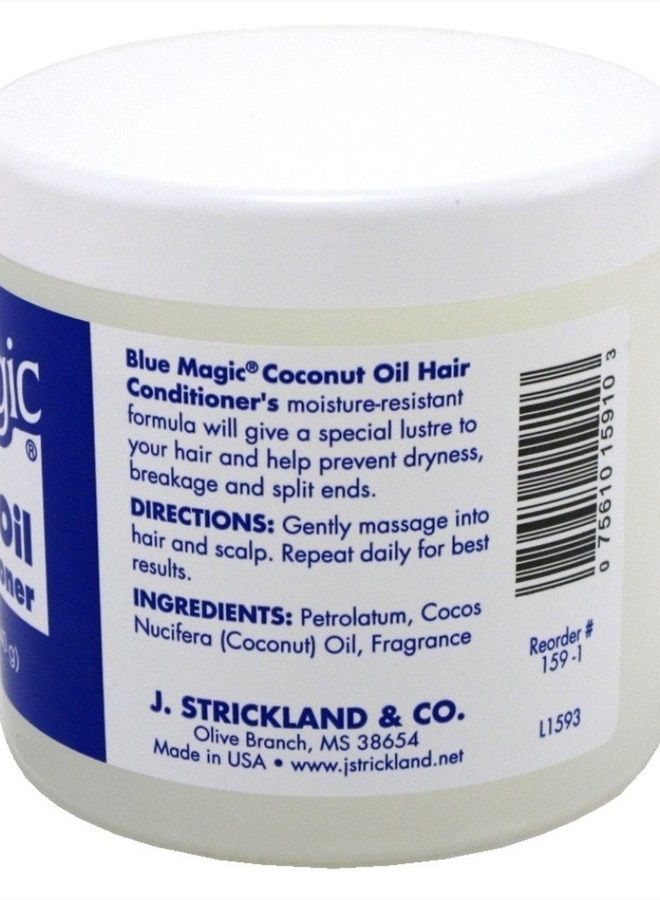 gic
®
Oil
oner
g)
Blue Magic® Coconut Oil Hair
Conditioner's moisture-resistant
formula will give a special lustre to
your hair and help prevent dryness,
breakage and split ends.
DIRECTIONS: Gently massage into
hair and scalp. Repeat daily for best
results.
INGREDIENTS: Petrolatum, Cocos
Nucifera (Coconut) Oil, Fragrance
J. STRICKLAND & CO.
Olive Branch, MS 38654
Made in USA • www.jstrickland.net
0 75610 15910 3
Reorder #
159-1
L1593